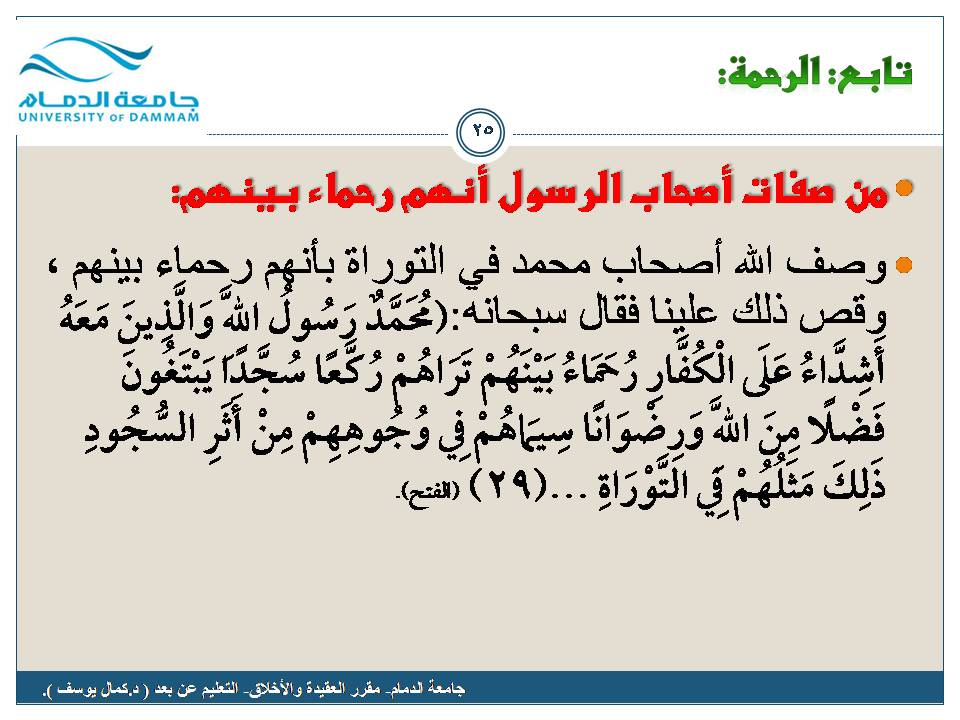 تابع: الرحمة:
جامعة الدمام
UNIVERSITY OF DAMMAM
٢٥
من صفات أصحاب الرسول أنهم رحماء بينهم:
وصف الله أصحاب محمد في التوراة بأنهم رحماء بينهم ،
وقص ذلك علينا فقال سبحانه:(مُحَمَّدٌ رَسُولُ اللَّهِ وَالَّذِينَ مَعَهُ
أَشِدَّاءُ عَلَى الْكُفَّارِ رُحَمَاءُ بَيْنَهُمْ تَرَاهُمْ رُكَّعًا سُجَّدًا يَبْتَغُونَ
فَضْلًا مِنَ اللَّهِ وَرِضْوَانًا سِيمَاهُمْ فِي وُجُوهِهِمْ مِنْ أَثَرِ السُّجُودِ
ذَلِكَ مَثَلُهُمْ فِي التَّوْرَاةِ ...(٢٩) (الفتح).
جامعة الدمام- مقرر العقيدة والأخلاق- التعليم عن بعد ( د.كمال يوسف ).